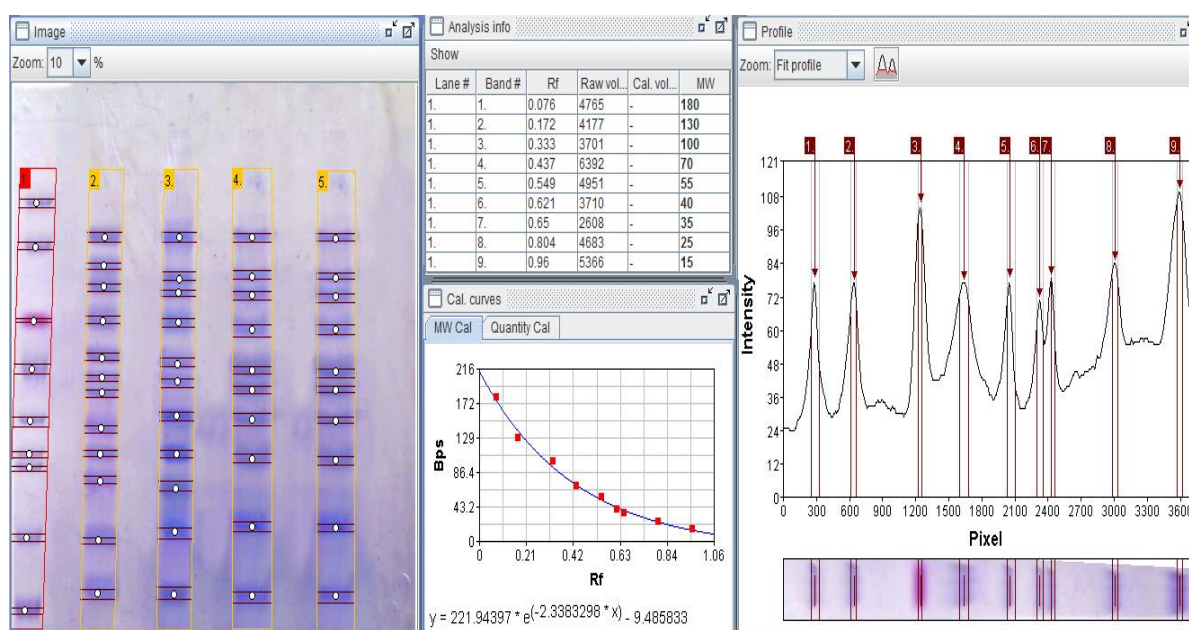 Image
Zoom: 10 %
1.
2.
3.
4.
5.
Analysis info
Show
Lane # Band # Rf Raw vol... Cal. vol... MW
1. 1. 0.076 4765 - 180
1. 2. 0.172 4177 - 130
1. 3. 0.333 3701 - 100
1. 4. 0.437 6392 - 70
1. 5. 0.549 4951 - 55
1. 6. 0.621 3710 - 40
1. 7. 0.65 2608 - 35
1. 8. 0.804 4683 - 25
1. 9. 0.96 5366 - 15
Cal. curves
MW Cal Quantity Cal
216
172
129
86.4
43.2
0
Bps
0 0.21 0.42 0.63 0.84 1.06
Rf
y = 221.94397 * e(-2.3383298 * x) - 9.485833
Profile
Zoom: Fit profile
1. 2. 3. 4. 5. 6. 7. 8. 9.
121
108
96
84
72
60
48
36
24
12
0
Intensity
0 300 600 900 1200 1500 1800 2100 2400 2700 3000 3300 3600
Pixel